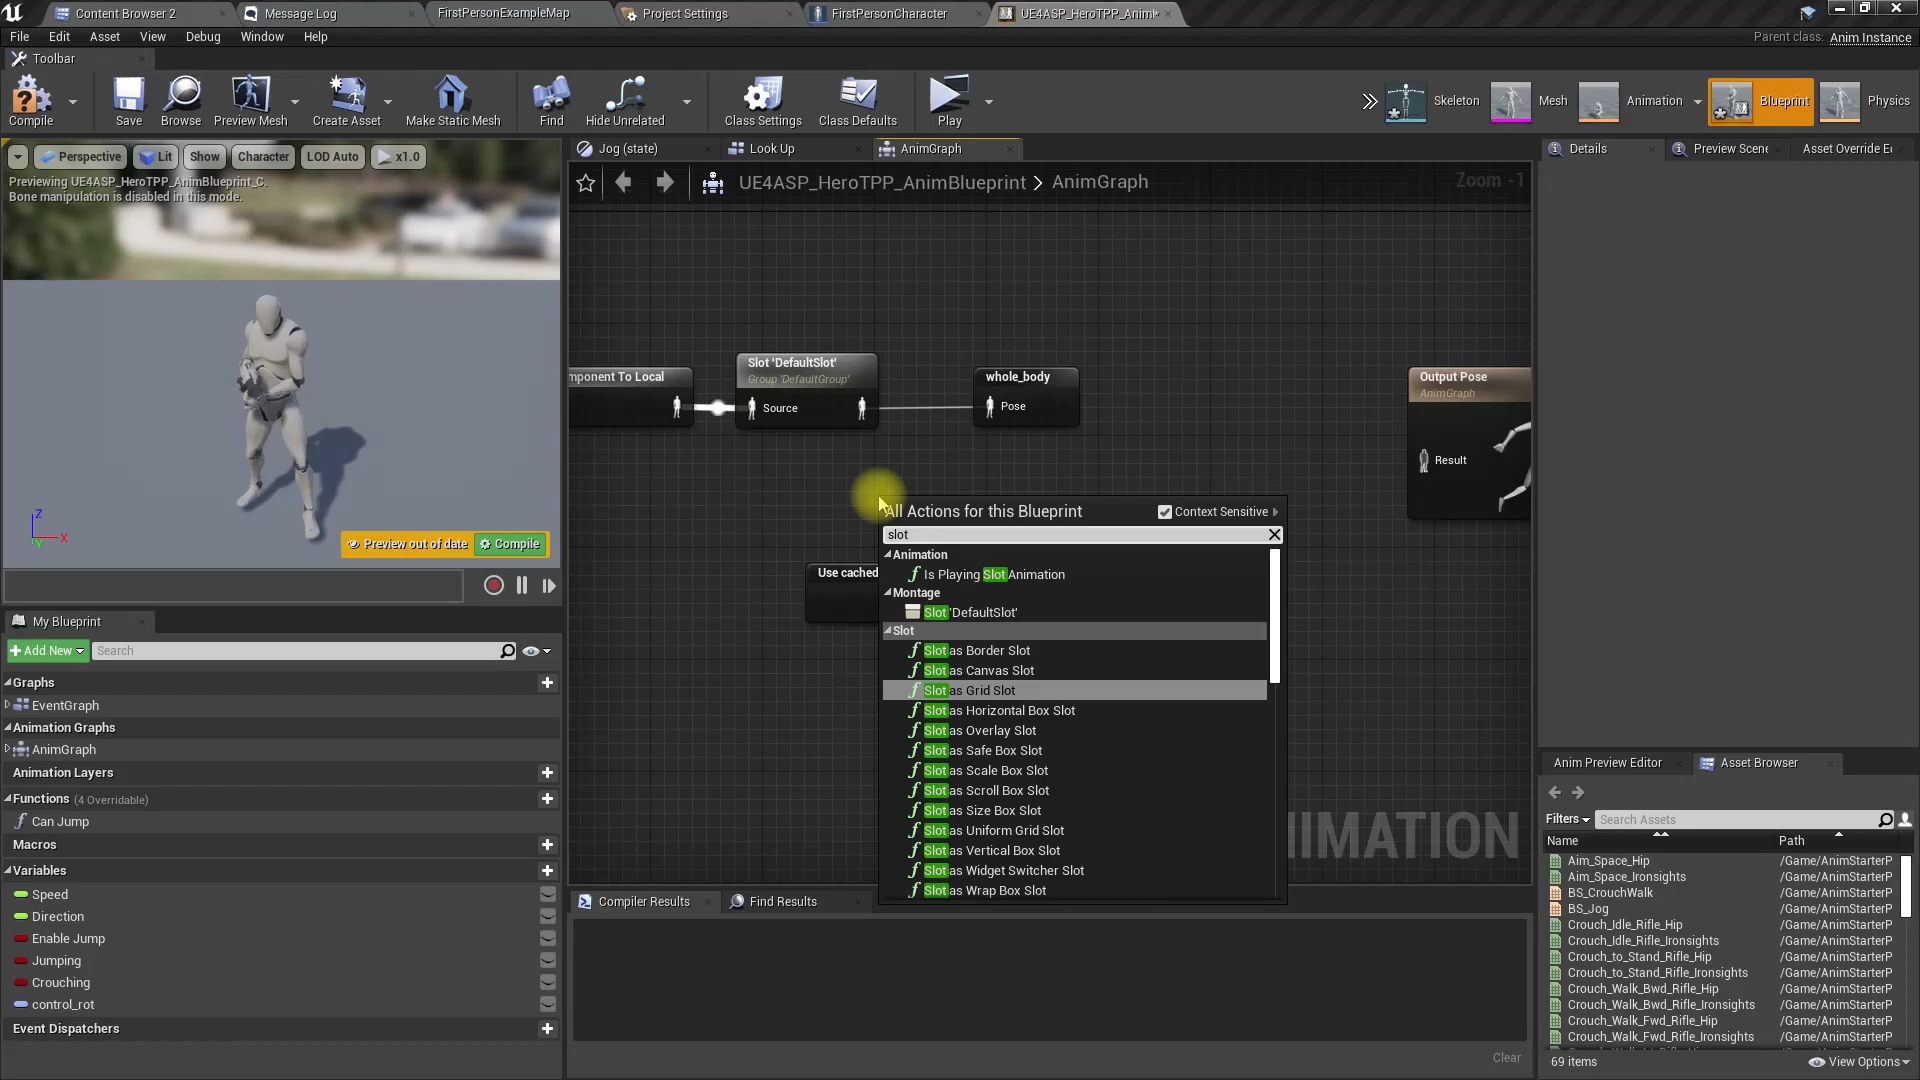 Content Browser 2
Message Log
FirstPersonExampleMap
Project Settings
FirstPersonCharacter
UE4ASP_HeroTPP_AnimI*
File Edit Asset View Debug Window Help
Parent class: Anim Instance
Toolbar
Compile
Save
Browse
Preview Mesh
Create Asset
Make Static Mesh
Find
Hide Unrelated
Class Settings
Class Defaults
Play
Skeleton
Mesh
Animation
Blueprint
Physics
Perspective
Lit
Show
Character
LOD Auto
x1.0
Previewing UE4ASP_HeroTPP_AnimBlueprint_C.
Bone manipulation is disabled in this mode.
Z
X
Y
Preview out of date
Compile
Jog (state)
Look Up
AnimGraph
UE4ASP_HeroTPP_AnimBlueprint > AnimGraph
Zoom -1
mponent To Local
Slot 'DefaultSlot'
Group 'DefaultGroup'
Source
whole_body
Pose
Output Pose
AnimGraph
Result
Use cached
NIMATION
All Actions for this Blueprint
Context Sensitive
slot
Animation
Is Playing Slot Animation
Montage
Slot 'DefaultSlot'
Slot
Slot as Border Slot
Slot as Canvas Slot
Slot as Grid Slot
Slot as Horizontal Box Slot
Slot as Overlay Slot
Slot as Safe Box Slot
Slot as Scale Box Slot
Slot as Scroll Box Slot
Slot as Size Box Slot
Slot as Uniform Grid Slot
Slot as Vertical Box Slot
Slot as Widget Switcher Slot
Slot as Wrap Box Slot
My Blueprint
Add New
Search
Graphs
EventGraph
Animation Graphs
AnimGraph
Animation Layers
Functions (4 Overridable)
Can Jump
Macros
Variables
Speed
Direction
Enable Jump
Jumping
Crouching
control_rot
Event Dispatchers
Compiler Results
Find Results
Clear
Details
Preview Scene
Asset Override E
Anim Preview Editor
Asset Browser
Filters
Search Assets
Name Path
Aim_Space_Hip /Game/AnimStarterP
Aim_Space_Ironsights /Game/AnimStarterP
BS_CrouchWalk /Game/AnimStarterP
BS_Jog /Game/AnimStarterP
Crouch_Idle_Rifle_Hip /Game/AnimStarterP
Crouch_Idle_Rifle_Ironsights /Game/AnimStarterP
Crouch_to_Stand_Rifle_Hip /Game/AnimStarterP
Crouch_to_Stand_Rifle_Ironsights /Game/AnimStarterP
Crouch_Walk_Bwd_Rifle_Hip /Game/AnimStarterP
Crouch_Walk_Bwd_Rifle_Ironsights /Game/AnimStarterP
Crouch_Walk_Fwd_Rifle_Hip /Game/AnimStarterP
Crouch_Walk_Fwd_Rifle_Ironsights /Game/AnimStarterP
69 items
View Options